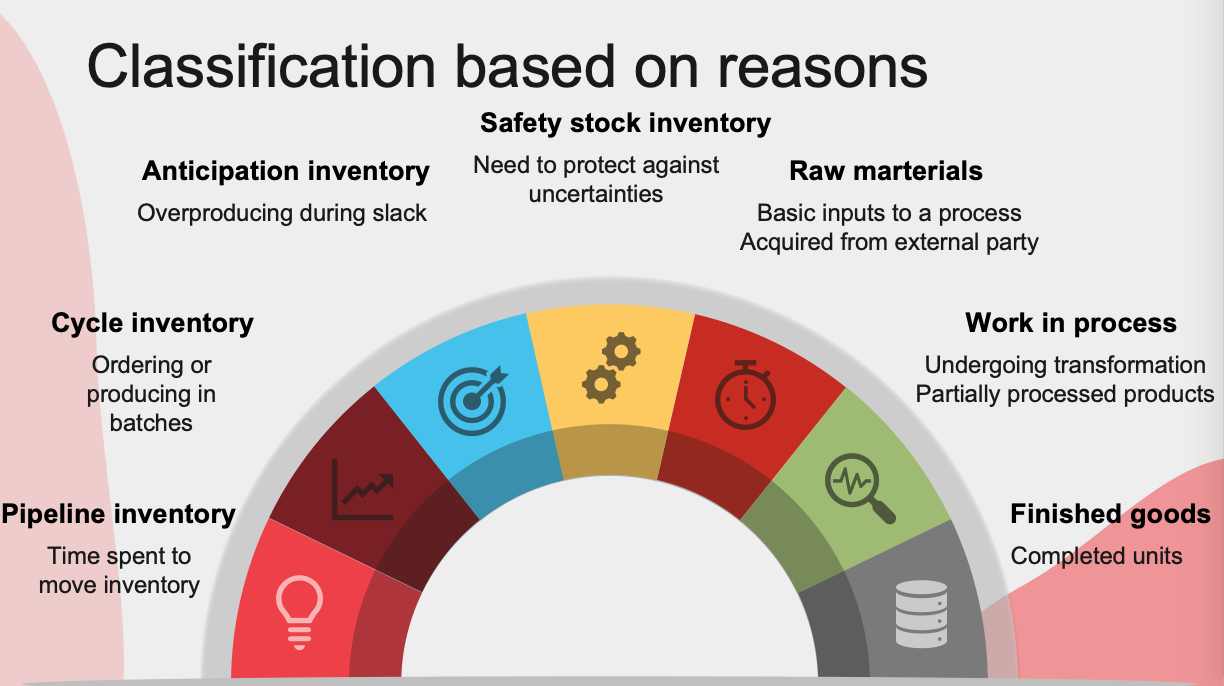 Classification based on reasons
Pipeline inventory
Time spent to
move inventory
Cycle inventory
Ordering or
producing in
batches
Anticipation inventory
Overproducing during slack
Safety stock inventory
Need to protect against
uncertainties
Raw marterials
Basic inputs to a process
Acquired from external party
Work in process
Undergoing transformation
Partially processed products
Finished goods
Completed units